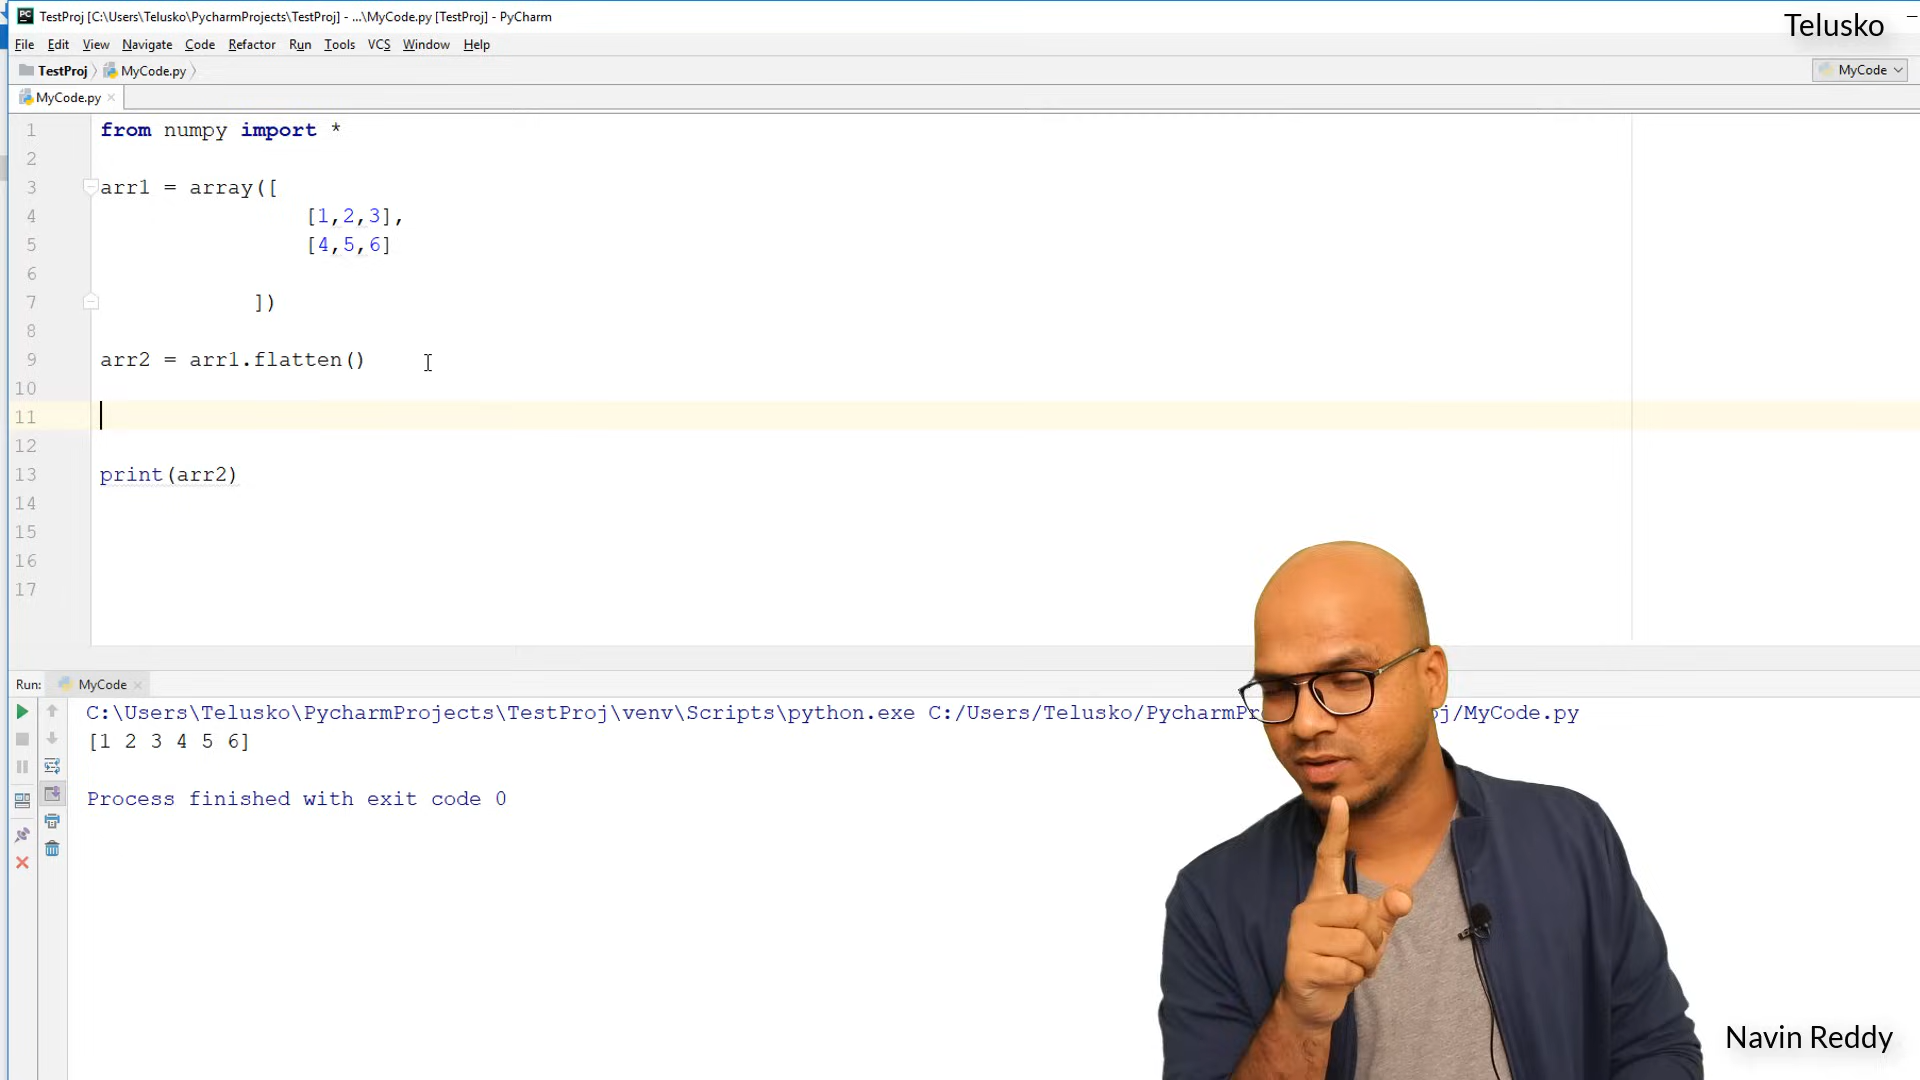 TestProj [C:\Users\Telusko\PycharmProjects\TestProj] - ...\MyCode.py [TestProj] - PyCharm
Telusko
File Edit View Navigate Code Refactor Run Tools VCS Window Help
TestProj MyCode.py
MyCode
MyCode.py
1 from numpy import *
2
3 arr1 = array([
4 [1,2,3],
5 [4,5,6]
6
7 ])
8
9 arr2 = arr1.flatten()
10
11
12
13 print(arr2)
14
15
16
17
Run: MyCode
C:\Users\Telusko\PycharmProjects\TestProj\venv\Scripts\python.exe C:/Users/Telusko/PycharmPr j/MyCode.py
[1 2 3 4 5 6]
Process finished with exit code 0
Navin Reddy